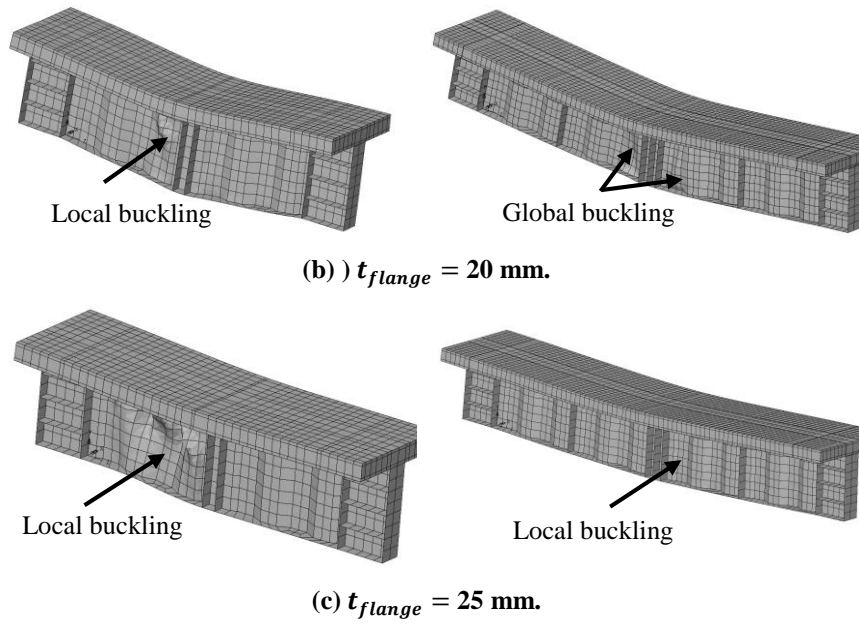 Local buckling
Global buckling
(b) ) t_flange = 20 mm.
Local buckling
Local buckling
(c) t_flange = 25 mm.